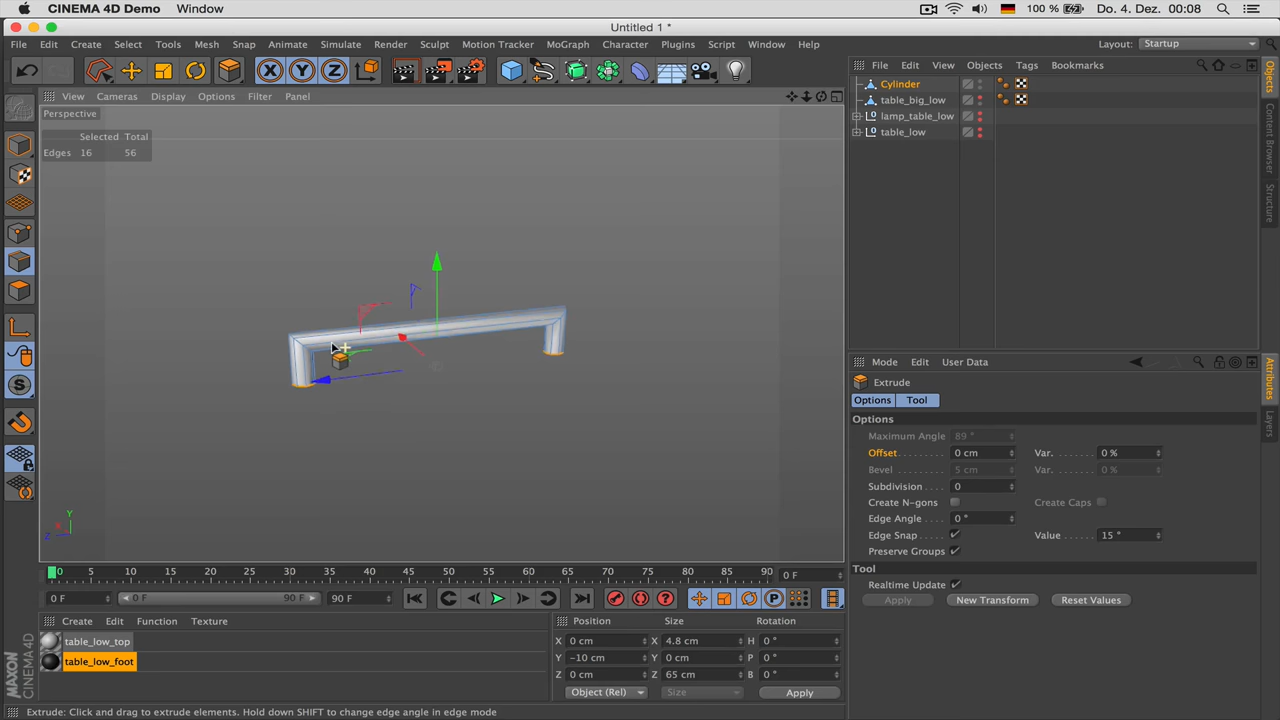 CINEMA 4D Demo Window 100 % Do. 4. Dez. 00:08
Untitled 1 *
File Edit Create Select Tools Mesh Snap Animate Simulate Render Sculpt Motion Tracker MoGraph Character Plugins Script Window Help Layout: Startup
X Y Z
File Edit View Objects Tags Bookmarks
View Cameras Display Options Filter Panel
Perspective
Selected Total
Edges 16 56
Cylinder
table_big_low
lamp_table_low
table_low
Objects
Content Browser
Structure
Mode Edit User Data
Extrude
Options Tool
Options
Maximum Angle 89 °
Offset 0 cm Var. 0 %
Bevel 5 cm Var. 0 %
Subdivision 0
Create N-gons Create Caps
Edge Angle 0 °
Edge Snap Value 15 °
Preserve Groups
Tool
Realtime Update
Apply New Transform Reset Values
Attributes
Layers
S
Y
X
Z
0 5 10 15 20 25 30 35 40 45 50 55 60 65 70 75 80 85 90 0 F
0 F 0 F 90 F 90 F P
Create Edit Function Texture
table_low_top
table_low_foot
Position Size Rotation
X 0 cm X 4.8 cm H 0 °
Y -10 cm Y 0 cm P 0 °
Z 0 cm Z 65 cm B 0 °
Object (Rel) Size Apply
MAXON
CINEMA 4D
Extrude: Click and drag to extrude elements. Hold down SHIFT to change edge angle in edge mode